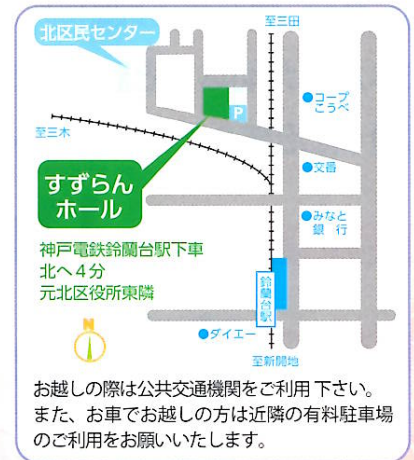 至三田
北区民センター
P
コープ
こうべ
至三木
交番
すずらん
ホール
みなと
銀行
神戸電鉄鈴蘭台駅下車
北へ4分
元北区役所東隣
鈴蘭台駅
N
ダイエー
至新開地
お越しの際は公共交通機関をご利用下さい。
また、お車でお越しの方は近隣の有料駐車場
のご利用をお願いいたします。